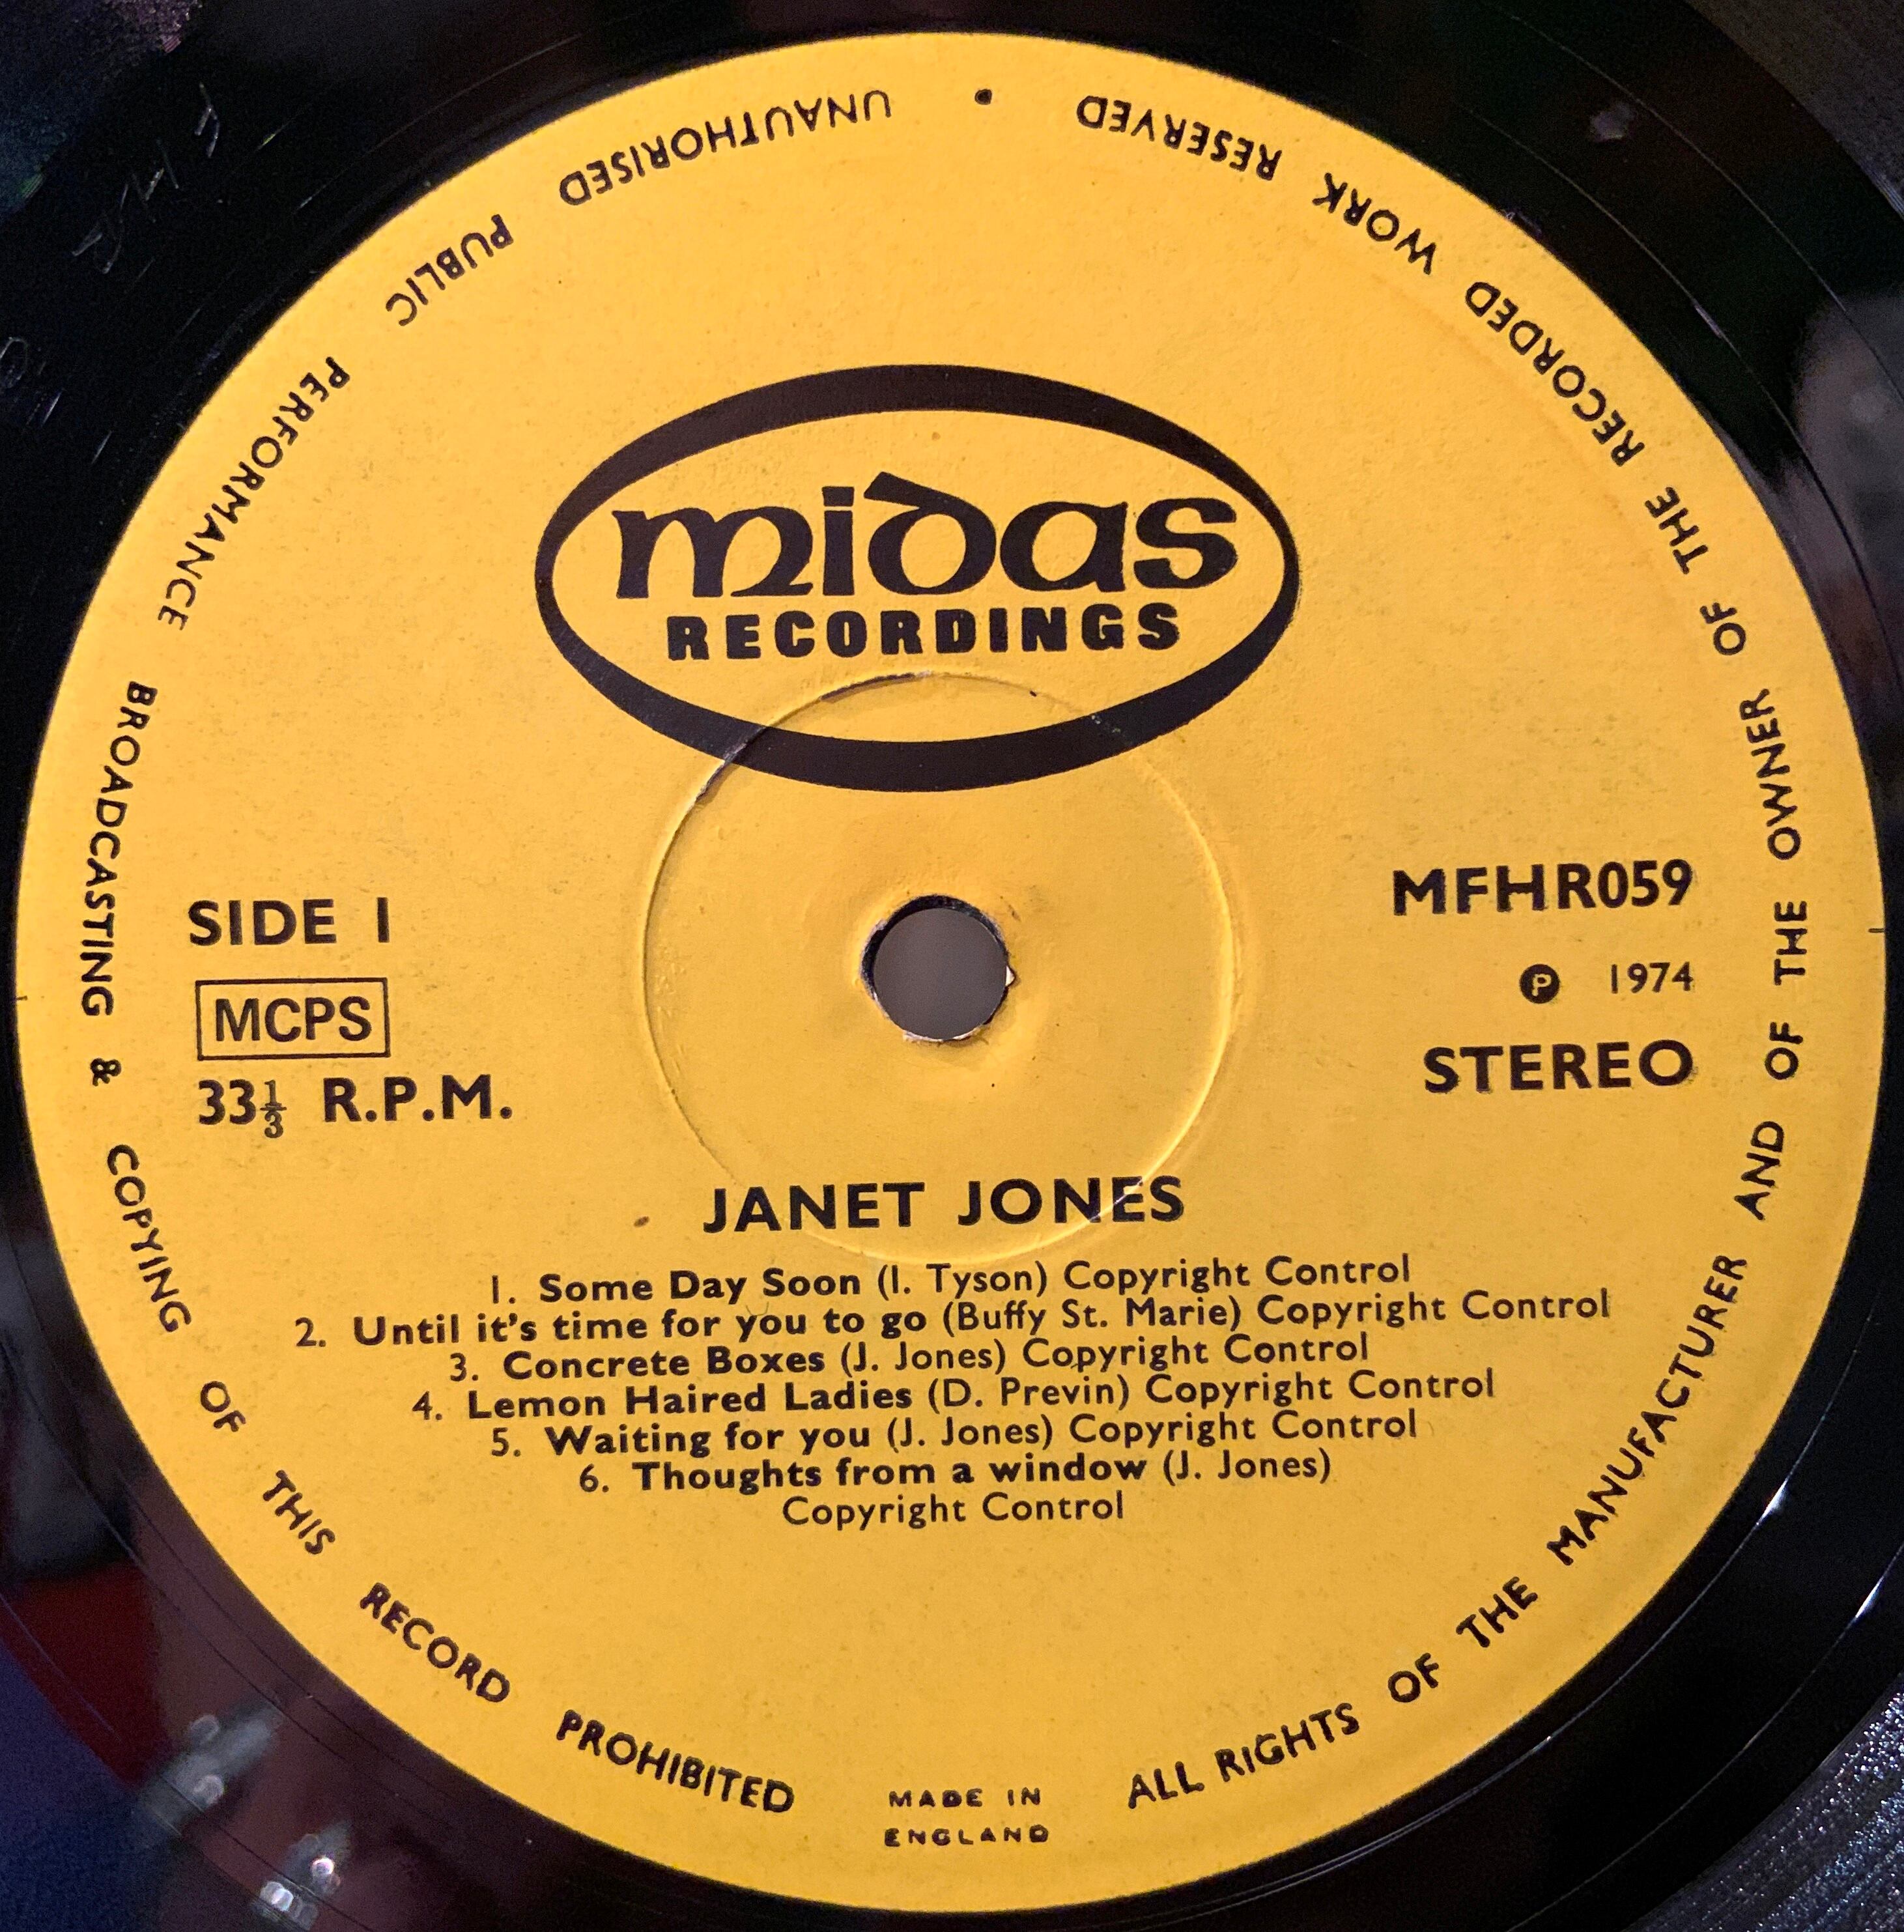 midas
RECORDINGS
SIDE 1
MCPS
33⅓ R.P.M.
MFHR059
℗ 1974
STEREO
JANET JONES
1. Some Day Soon (I. Tyson) Copyright Control
2. Until it's time for you to go (Buffy St. Marie) Copyright Control
3. Concrete Boxes (J. Jones) Copyright Control
4. Lemon Haired Ladies (D. Previn) Copyright Control
5. Waiting for you (J. Jones) Copyright Control
6. Thoughts from a window (J. Jones)
Copyright Control
ALL RIGHTS OF THE MANUFACTURER AND OF THE OWNER OF THE RECORDED WORK RESERVED • UNAUTHORISED PUBLIC PERFORMANCE BROADCASTING & COPYING OF THIS RECORD PROHIBITED
MADE IN
ENGLAND